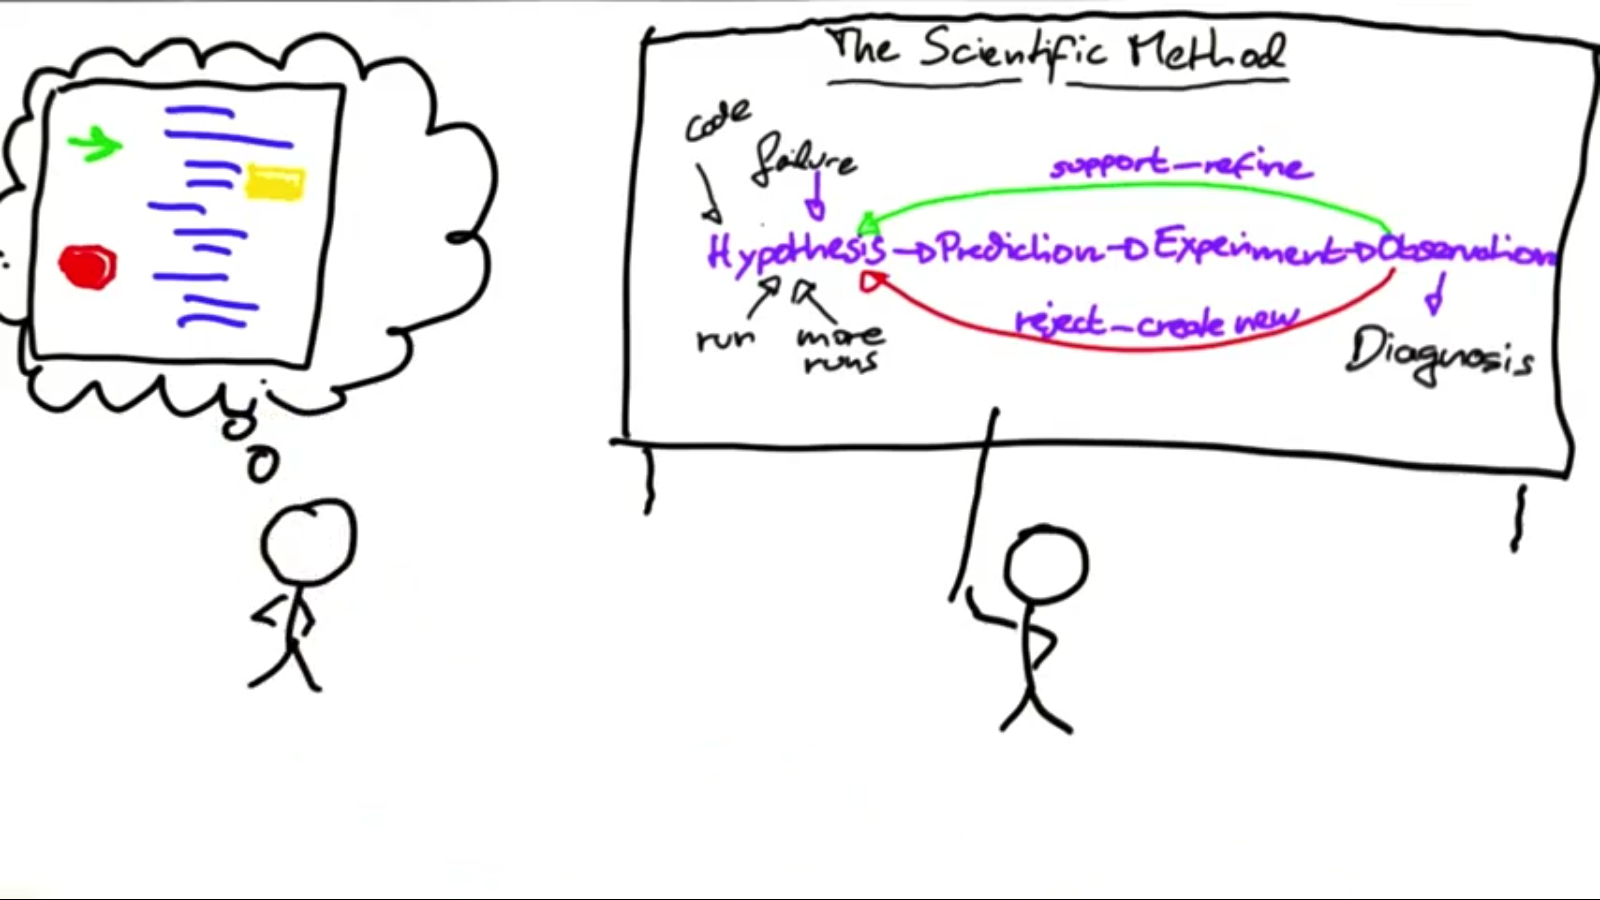 The Scientific Method
code
failure
support - refine
Hypothesis Prediction Experiment Observation
reject - create new
run
more
runs
Diagnosis